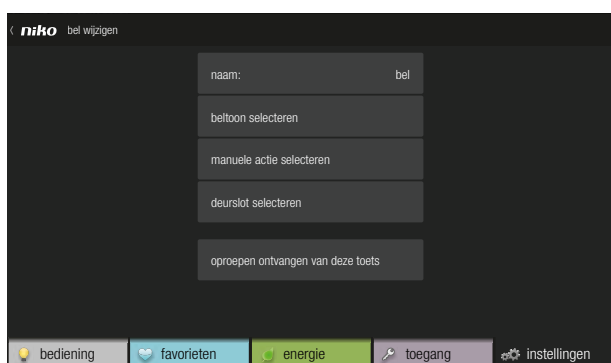 niko bel wijzigen
naam: bel
beltoon selecteren
manuele actie selecteren
deurslot selecteren
oproepen ontvangen van deze toets
bediening favorieten energie toegang instellingen